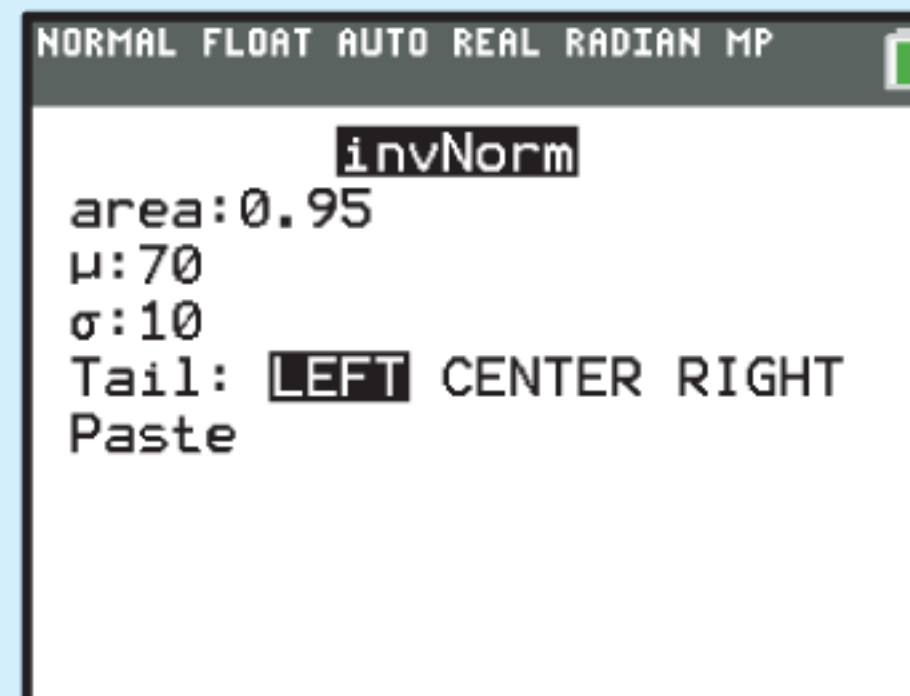 NORMAL FLOAT AUTO REAL RADIAN MP
invNorm
area:0.95
μ:70
σ:10
Tail: LEFT CENTER RIGHT
Paste